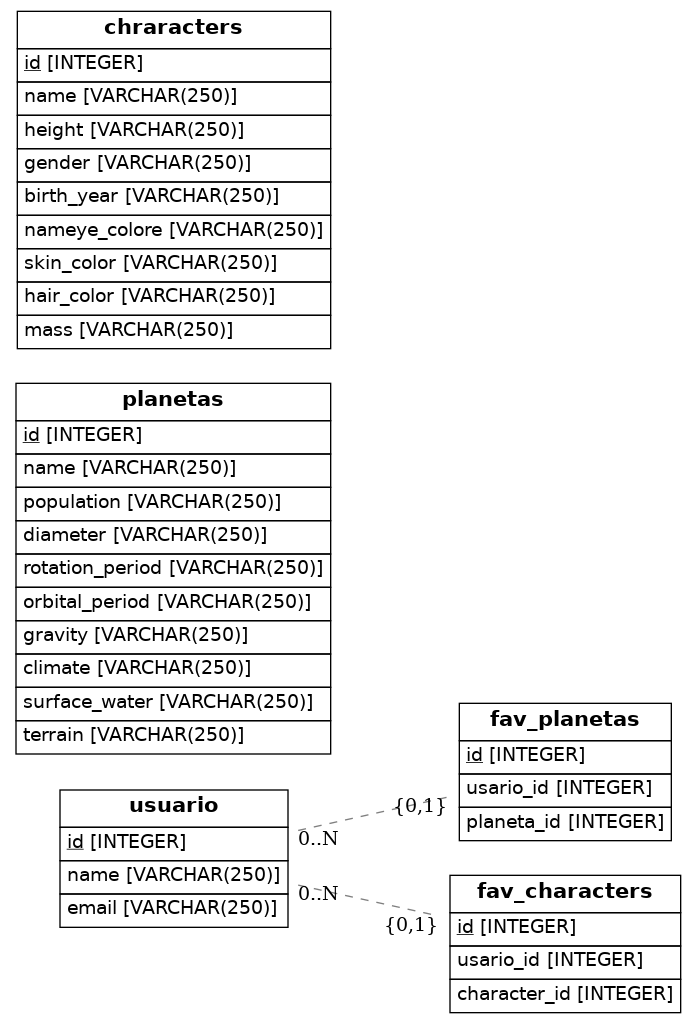 chraracters
id [INTEGER]
name [VARCHAR(250)]
height [VARCHAR(250)]
gender [VARCHAR(250)]
birth_year [VARCHAR(250)]
nameye_colore [VARCHAR(250)]
skin_color [VARCHAR(250)]
hair_color [VARCHAR(250)]
mass [VARCHAR(250)]
planetas
id [INTEGER]
name [VARCHAR(250)]
population [VARCHAR(250)]
diameter [VARCHAR(250)]
rotation_period [VARCHAR(250)]
orbital_period [VARCHAR(250)]
gravity [VARCHAR(250)]
climate [VARCHAR(250)]
surface_water [VARCHAR(250)]
terrain [VARCHAR(250)]
usuario
id [INTEGER]
name [VARCHAR(250)]
email [VARCHAR(250)]
0..N
{0,1}
0..N
{0,1}
fav_planetas
id [INTEGER]
usario_id [INTEGER]
planeta_id [INTEGER]
fav_characters
id [INTEGER]
usario_id [INTEGER]
character_id [INTEGER]